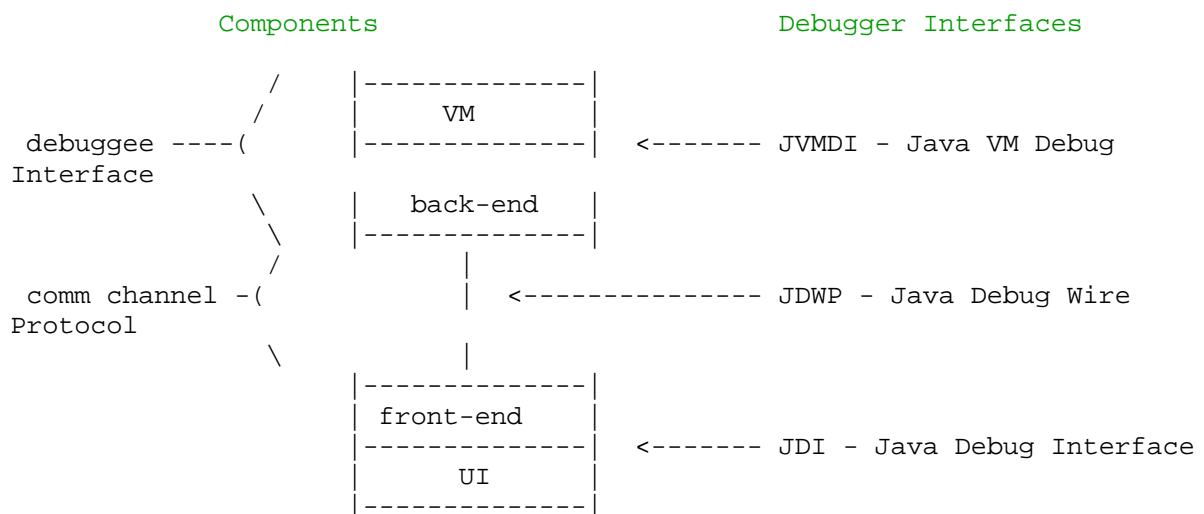 Components Debugger Interfaces
/ |--------------|
/ | VM |
debuggee ----( |--------------| <------- JVMDI - Java VM Debug
Interface
\ | back-end |
\ |--------------|
/ |
comm channel -( | <--------------- JDWP - Java Debug Wire
Protocol
\ |
|--------------|
| front-end |
|--------------| <------- JDI - Java Debug Interface
| UI |
|--------------|